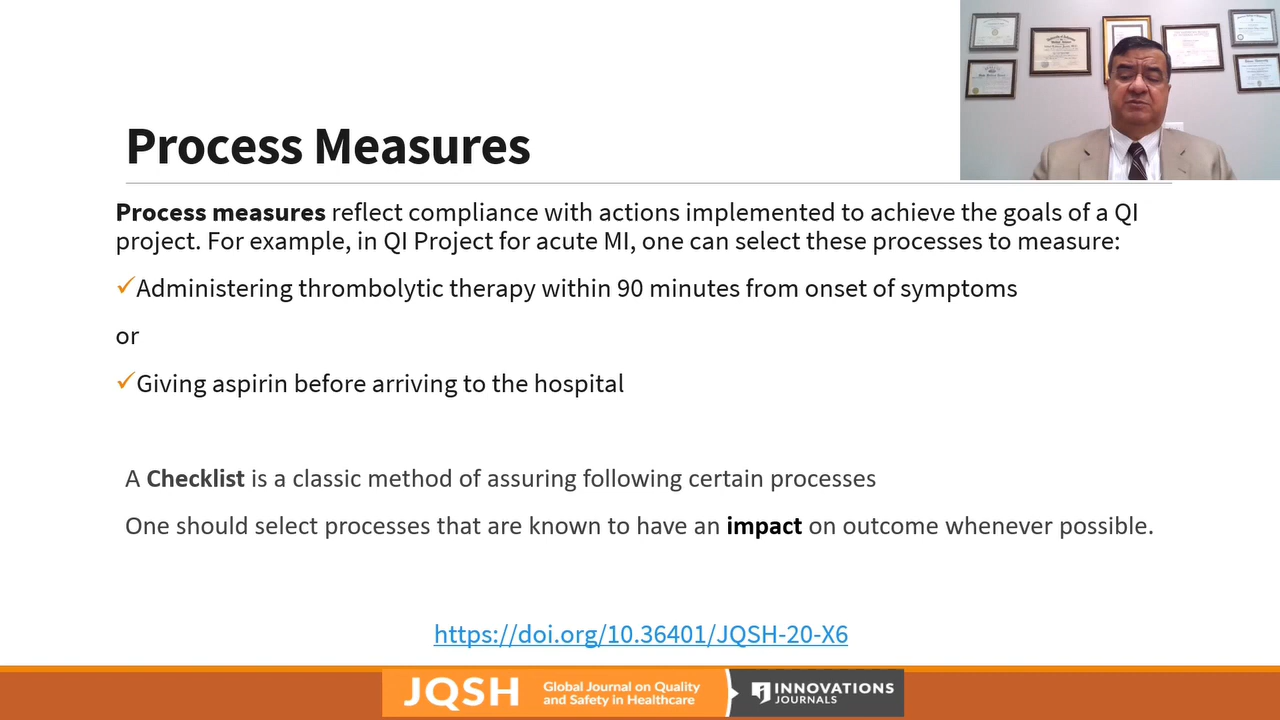 Process Measures
Process measures reflect compliance with actions implemented to achieve the goals of a QI
project. For example, in QI Project for acute MI, one can select these processes to measure:
✓Administering thrombolytic therapy within 90 minutes from onset of symptoms
or
✓Giving aspirin before arriving to the hospital
A Checklist is a classic method of assuring following certain processes
One should select processes that are known to have an impact on outcome whenever possible.
https://doi.org/10.36401/JQSH-20-X6
JQSH
Global Journal on Quality
and Safety in Healthcare
INNOVATIONS
JOURNALS